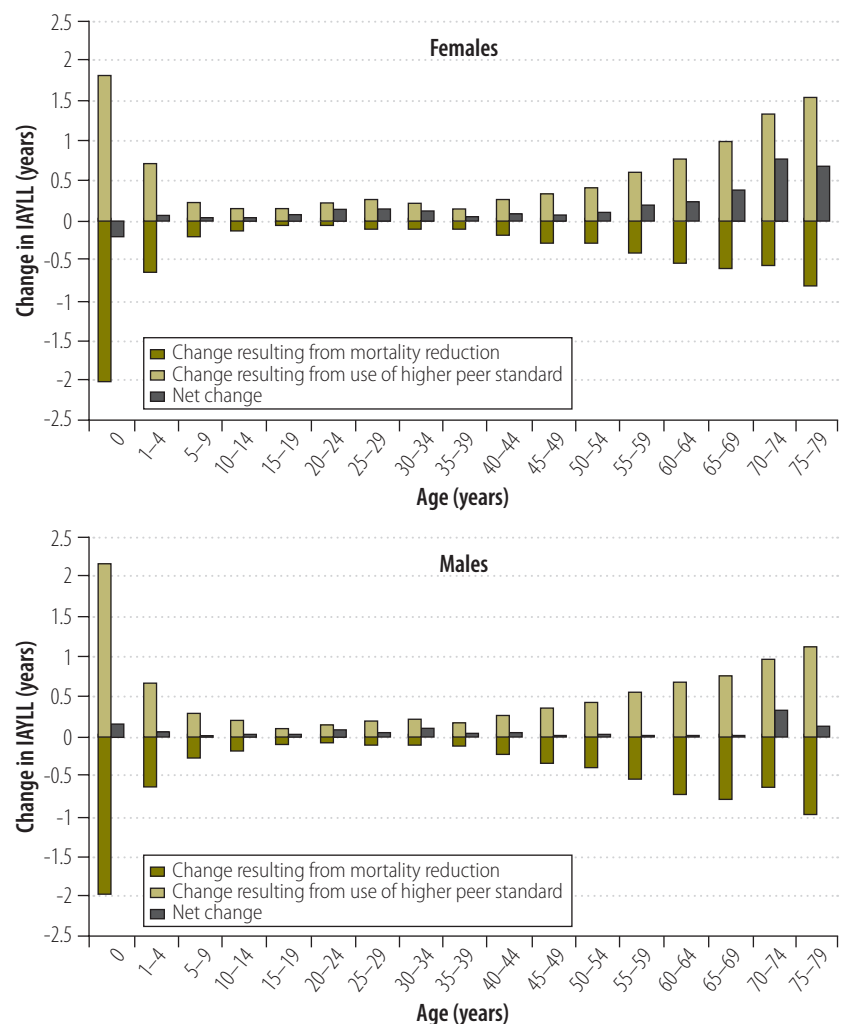 Females
Change in IAYLL (years)
2.5
2
1.5
1
0.5
0
-0.5
-1
-1.5
-2
-2.5
Change resulting from mortality reduction
Change resulting from use of higher peer standard
Net change
0 1–4 5–9 10–14 15–19 20–24 25–29 30–34 35–39 40–44 45–49 50–54 55–59 60–64 65–69 70–74 75–79
Age (years)
Males
Change in IAYLL (years)
2.5
2
1.5
1
0.5
0
-0.5
-1
-1.5
-2
-2.5
Change resulting from mortality reduction
Change resulting from use of higher peer standard
Net change
0 1–4 5–9 10–14 15–19 20–24 25–29 30–34 35–39 40–44 45–49 50–54 55–59 60–64 65–69 70–74 75–79
Age (years)